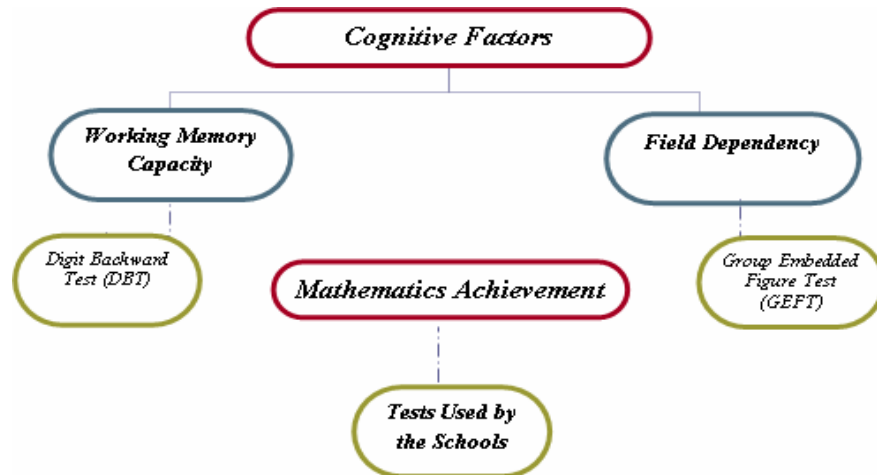 Cognitive Factors
Working Memory
Capacity
Field Dependency
Digit Backward
Test (DBT)
Group Embedded
Figure Test
(GEFT)
Mathematics Achievement
Tests Used by
the Schools